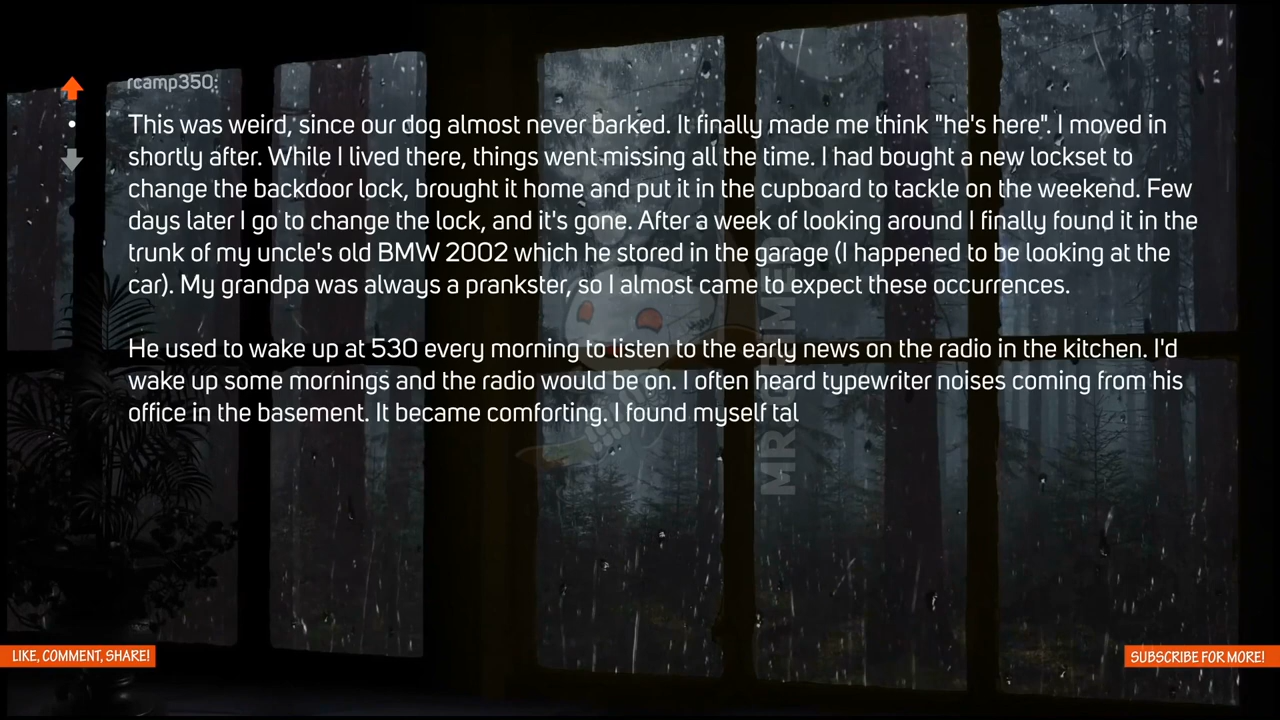 rcamp350:
This was weird, since our dog almost never barked. It finally made me think "he's here". I moved in
shortly after. While I lived there, things went missing all the time. I had bought a new lockset to
change the backdoor lock, brought it home and put it in the cupboard to tackle on the weekend. Few
days later I go to change the lock, and it's gone. After a week of looking around I finally found it in the
trunk of my uncle's old BMW 2002 which he stored in the garage (I happened to be looking at the
car). My grandpa was always a prankster, so I almost came to expect these occurrences.
He used to wake up at 530 every morning to listen to the early news on the radio in the kitchen. I'd
wake up some mornings and the radio would be on. I often heard typewriter noises coming from his
office in the basement. It became comforting. I found myself tal
LIKE, COMMENT, SHARE!
SUBSCRIBE FOR MORE!